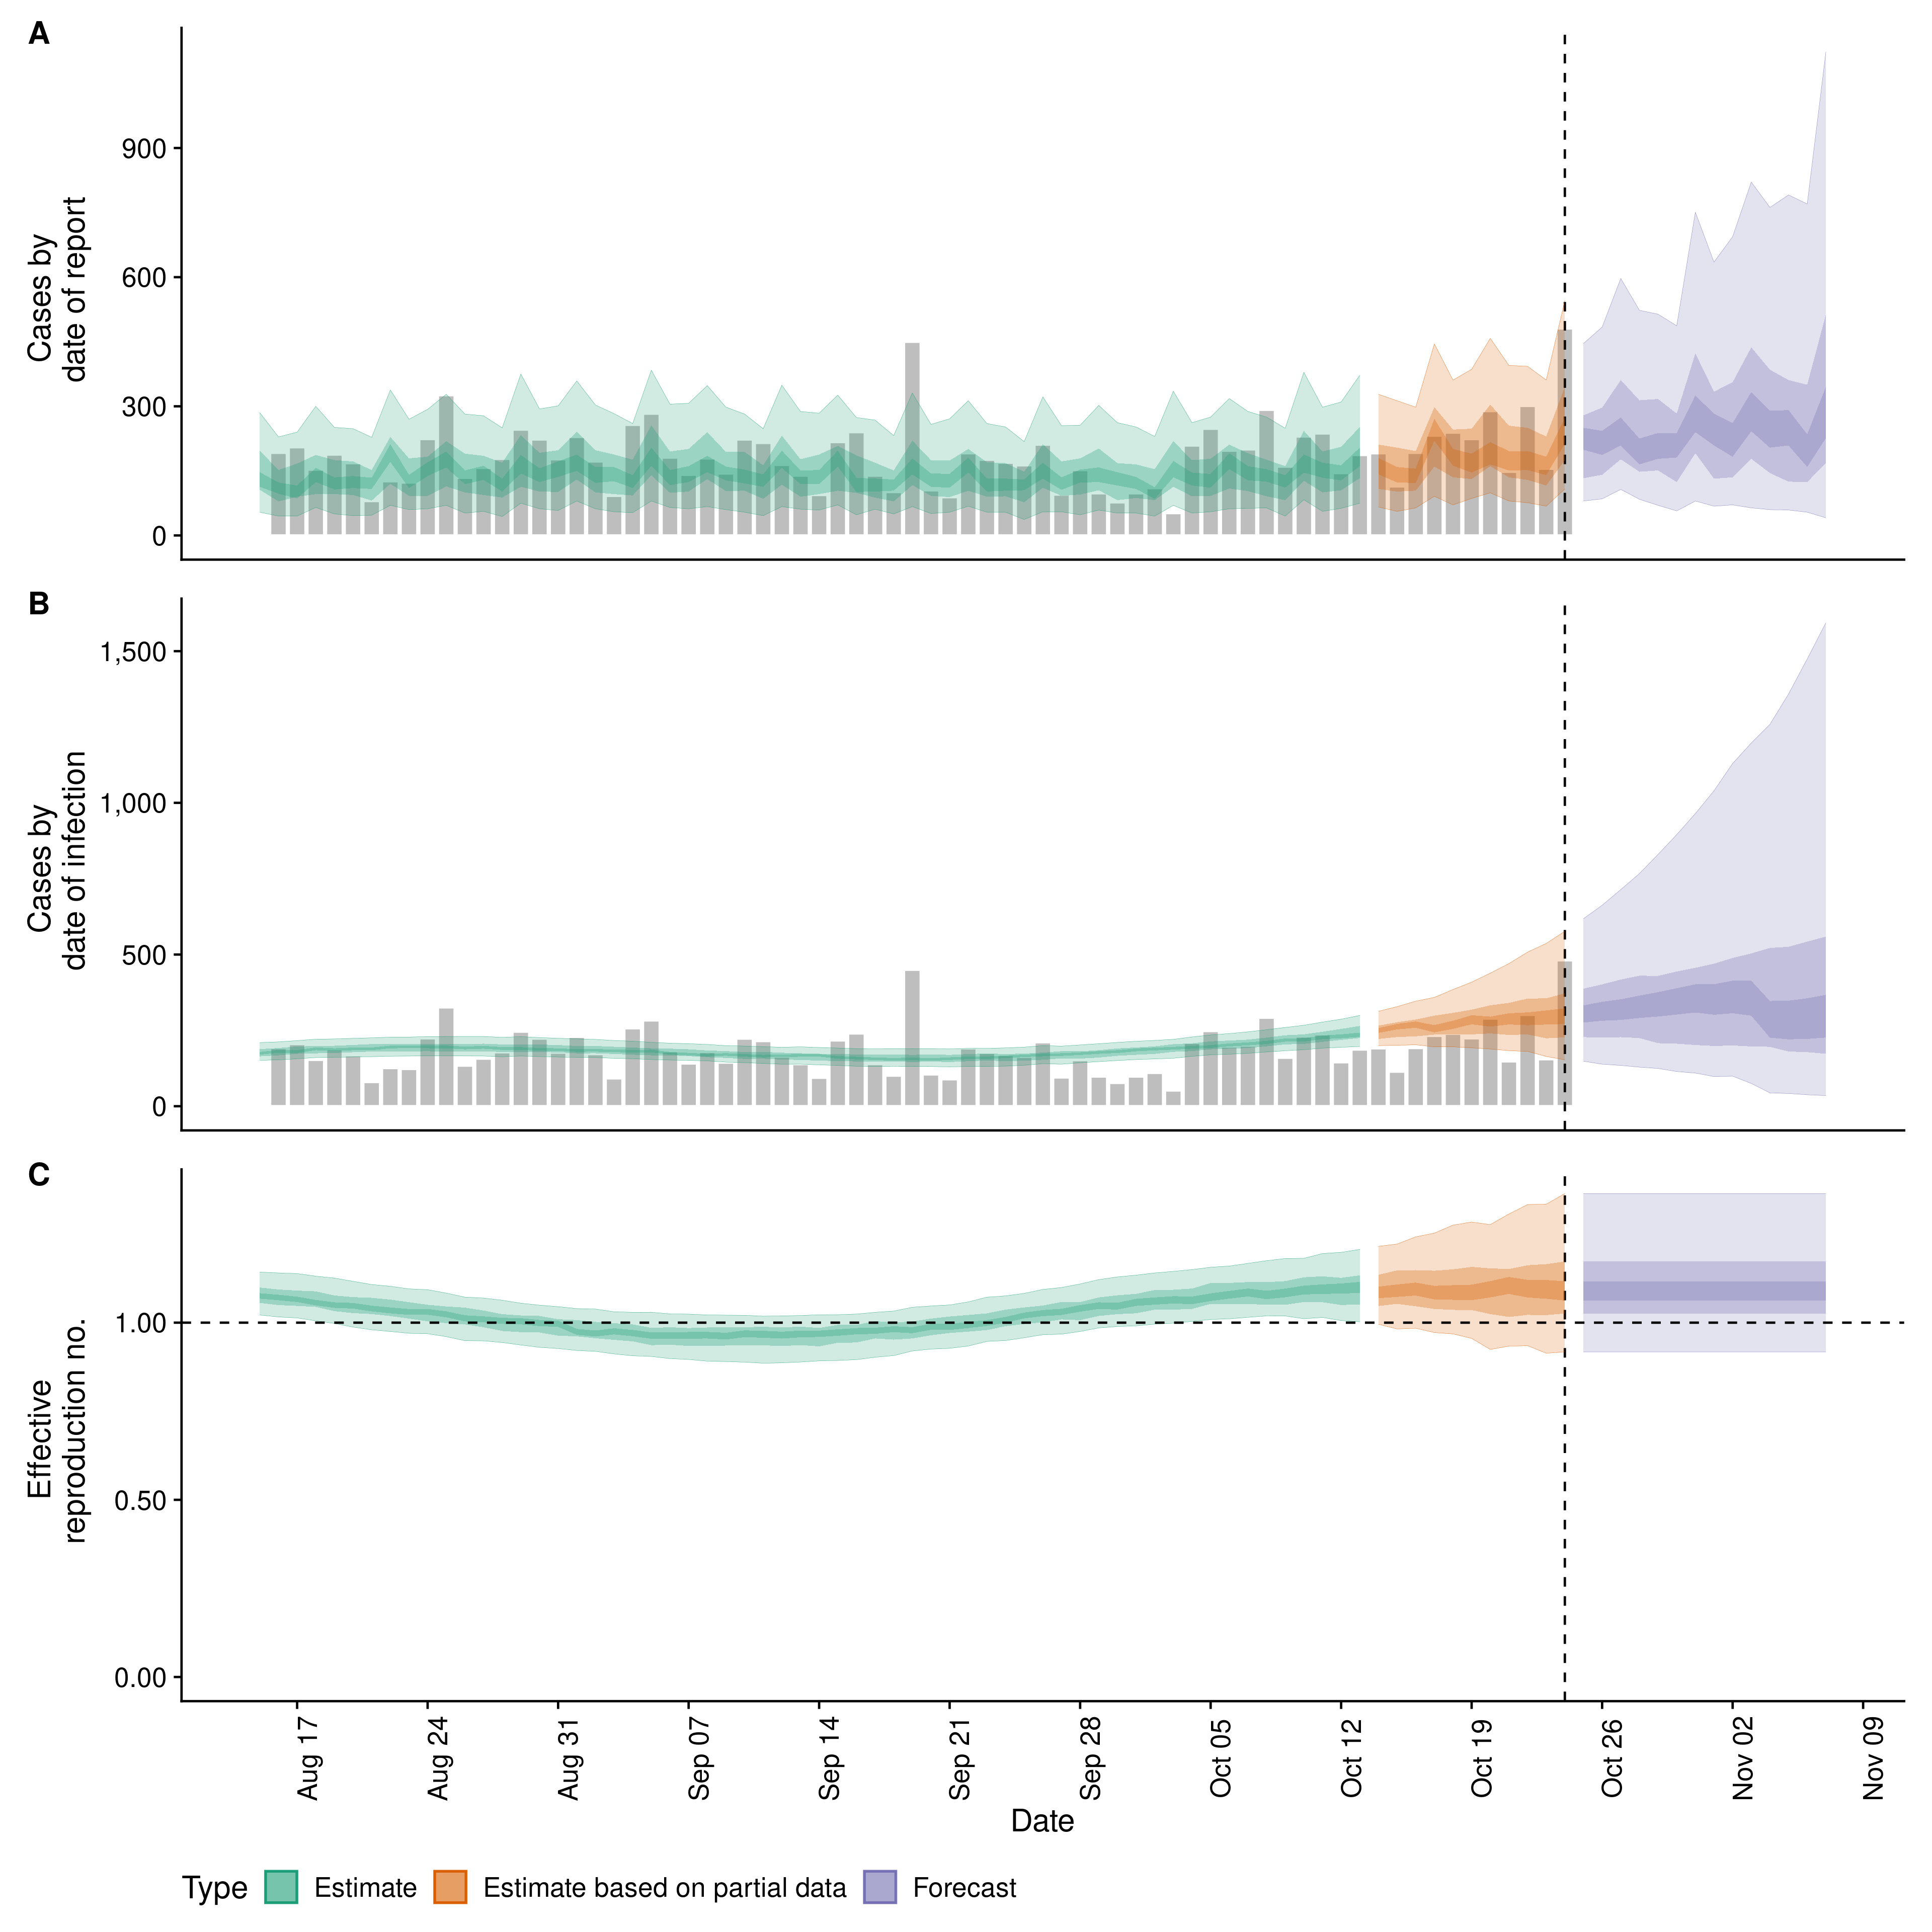 A
Cases by
date of report
900
600
300
0
B
Cases by
date of infection
1,500
1,000
500
0
C
Effective
reproduction no.
1.00
0.50
0.00
Aug 17
Aug 24
Aug 31
Sep 07
Sep 14
Sep 21
Sep 28
Oct 05
Oct 12
Oct 19
Oct 26
Nov 02
Nov 09
Date
Type Estimate Estimate based on partial data Forecast